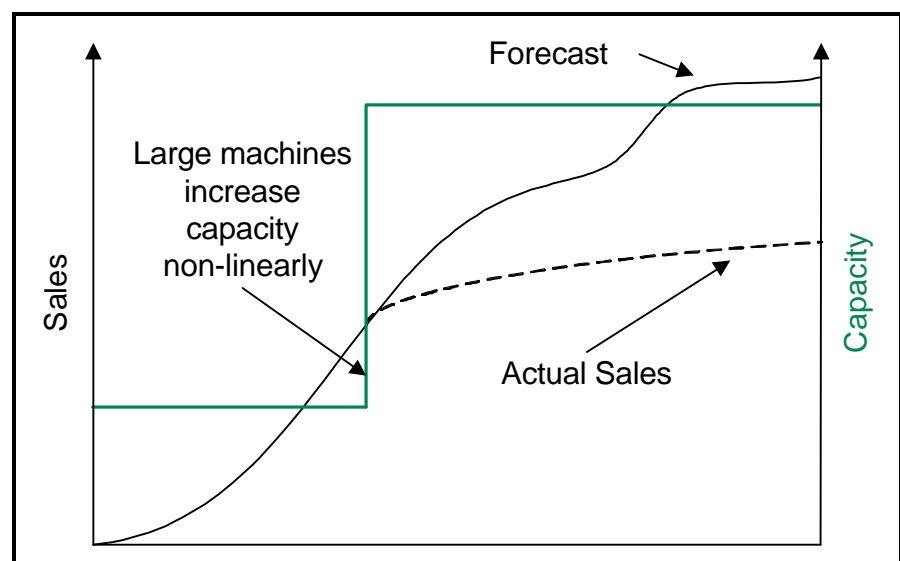 Forecast
Large machines
increase
capacity
non-linearly
Sales
Capacity
Actual Sales